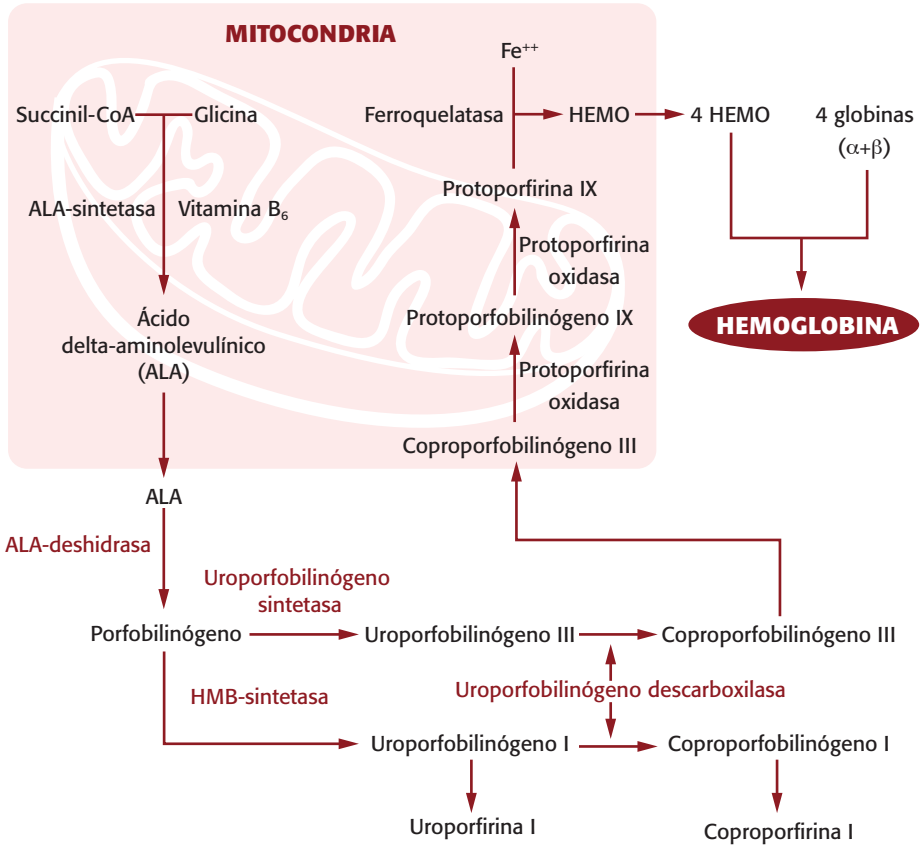 MITOCONDRIA
Fe++
Succinil-CoA
Glicina
Ferroquelatasa
HEMO
4 HEMO
4 globinas
(α+β)
ALA-sintetasa
Vitamina B₆
Protoporfirina IX
Protoporfirina
oxidasa
Ácido
delta-aminolevulínico
(ALA)
Protoporfobilinógeno IX
HEMOGLOBINA
Protoporfirina
oxidasa
Coproporfobilinógeno III
ALA
ALA-deshidrasa
Uroporfobilinógeno
sintetasa
Porfobilinógeno
Uroporfobilinógeno III
Coproporfobilinógeno III
HMB-sintetasa
Uroporfobilinógeno descarboxilasa
Uroporfobilinógeno I
Coproporfobilinógeno I
Uroporfirina I
Coproporfirina I